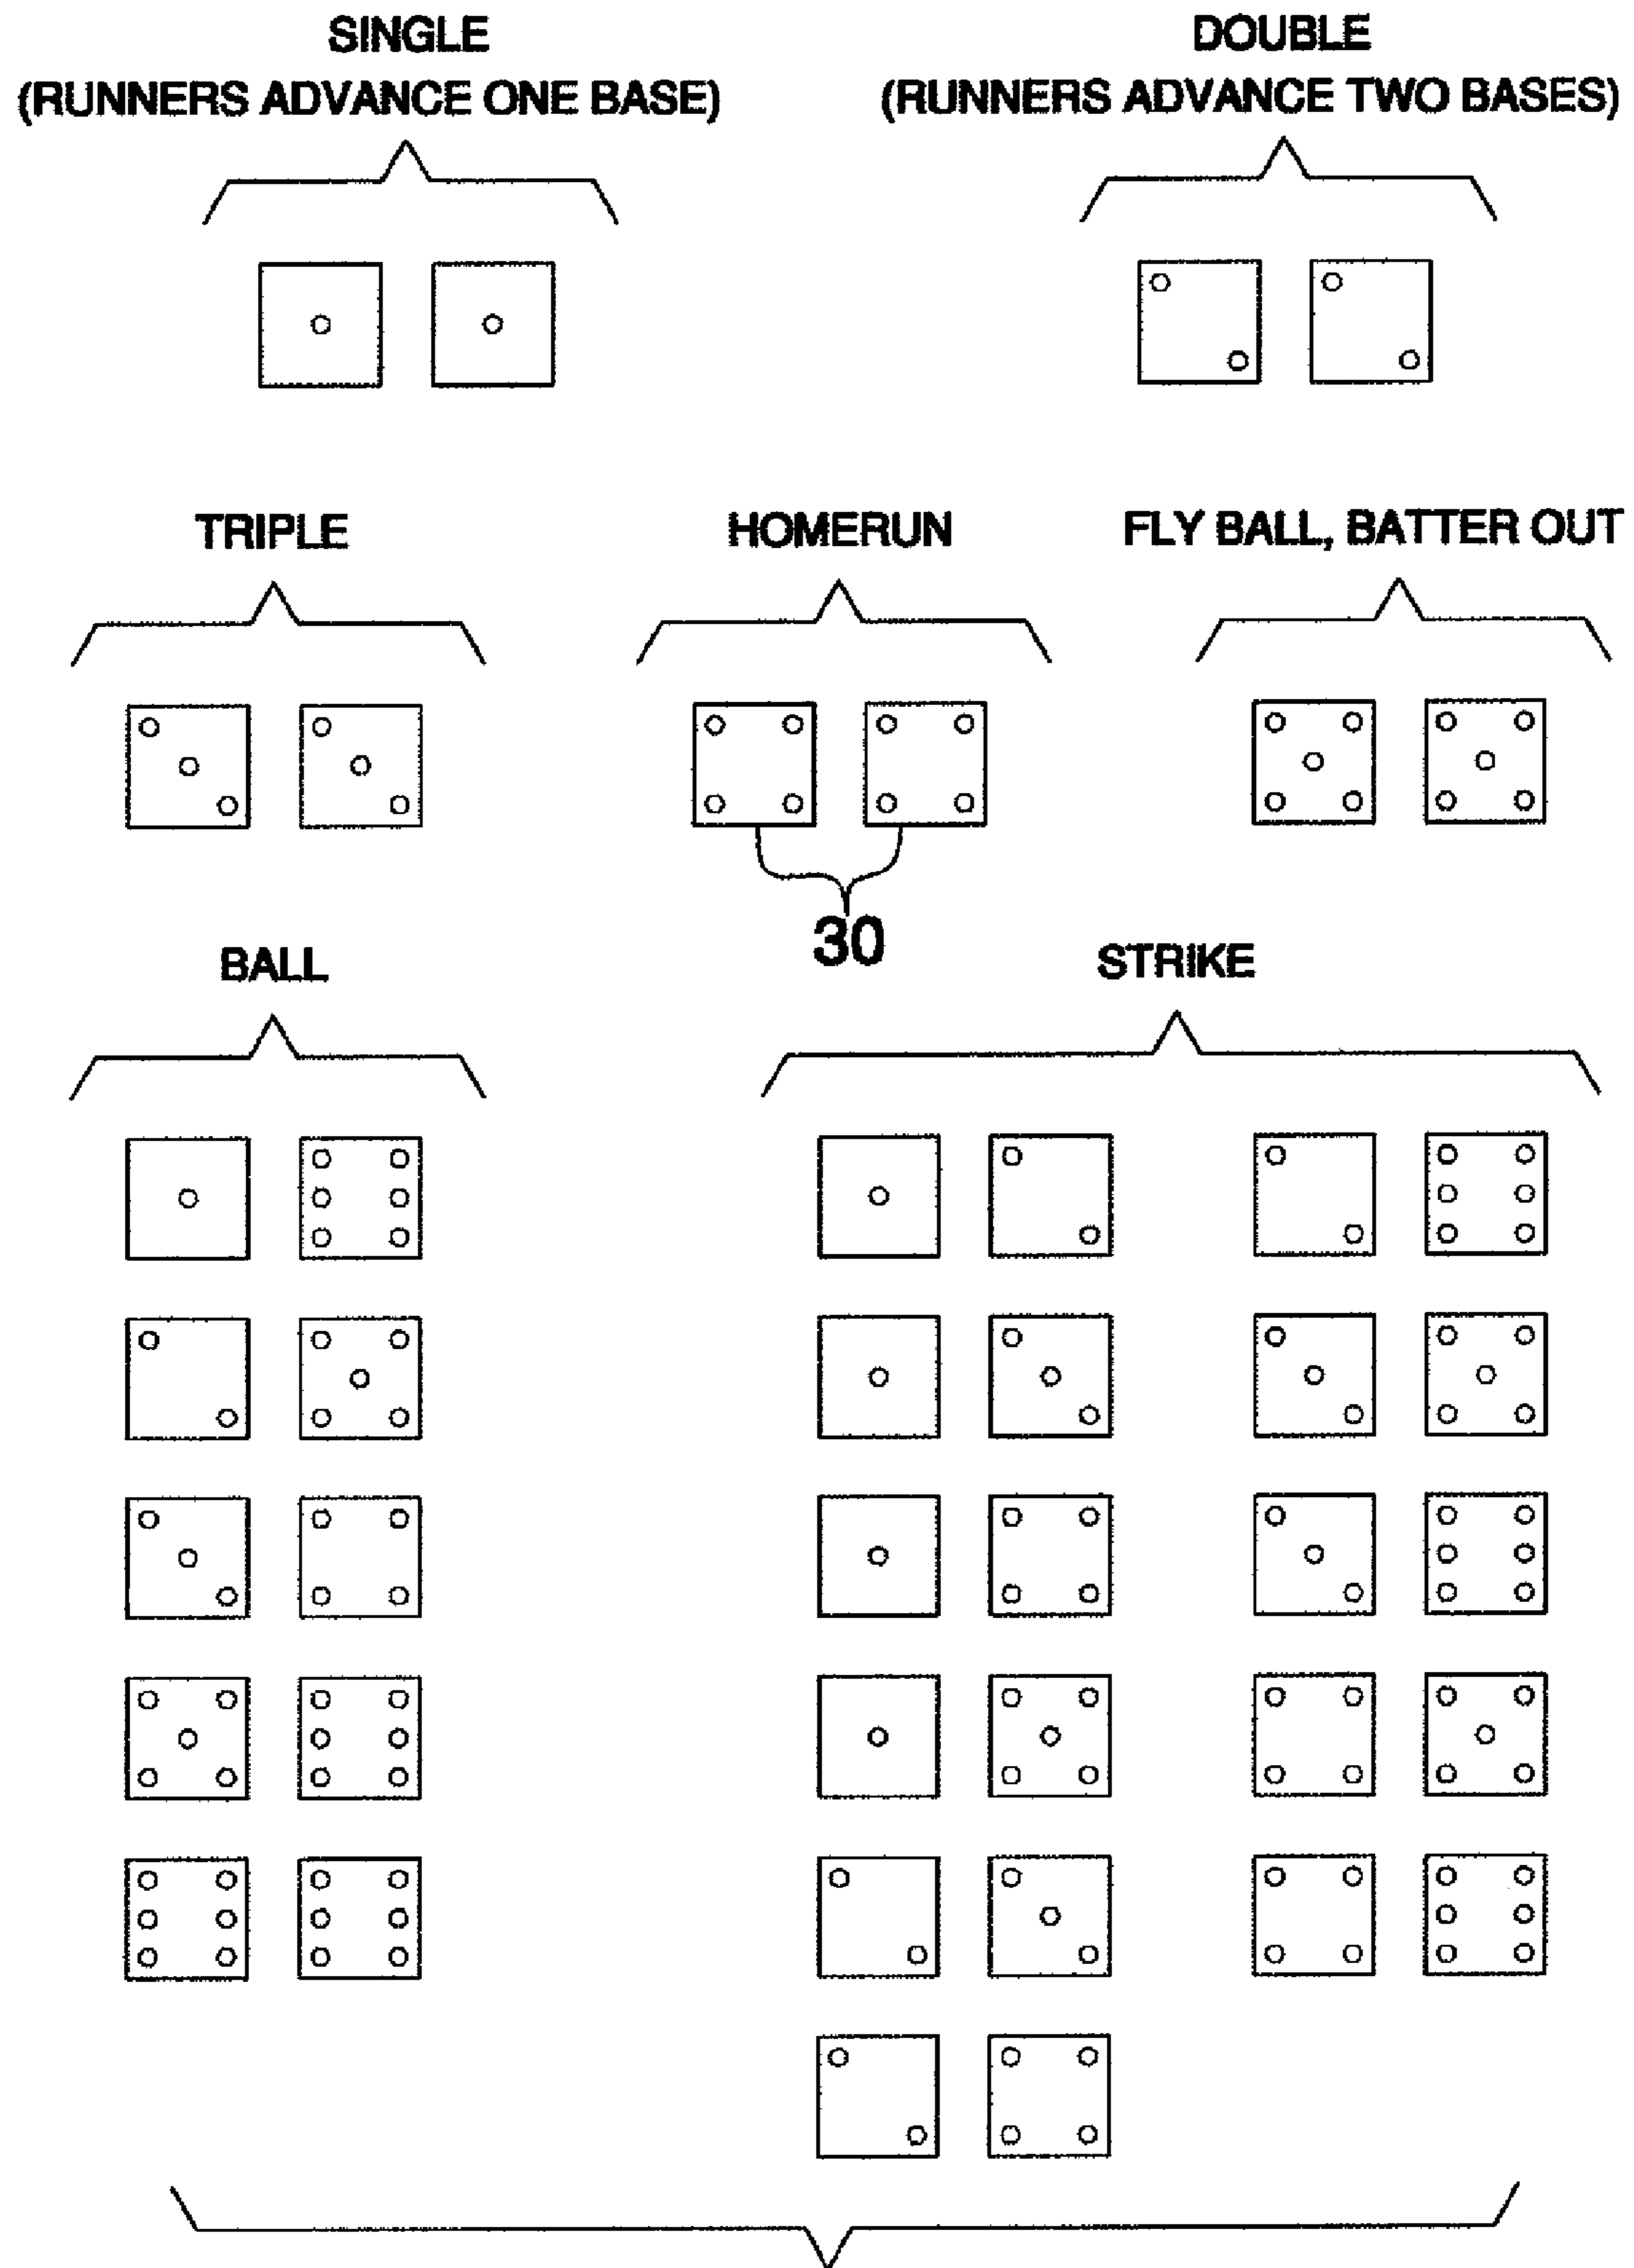 SINGLE
(RUNNERS ADVANCE ONE BASE)
DOUBLE
(RUNNERS ADVANCE TWO BASES)
TRIPLE
HOMERUN
FLY BALL, BATTER OUT
30
BALL
STRIKE